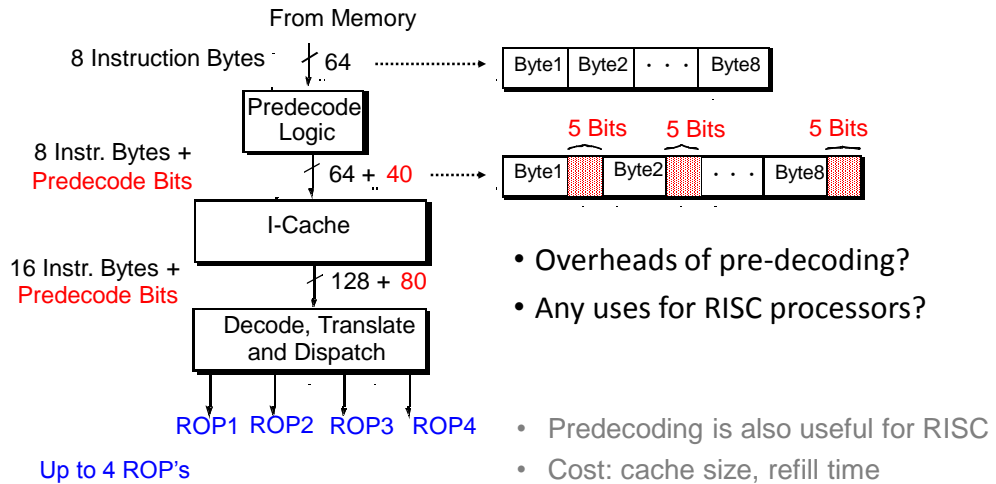 From Memory
8 Instruction Bytes
64
Byte1 Byte2 · · · Byte8
Predecode
Logic
5 Bits 5 Bits 5 Bits
8 Instr. Bytes +
Predecode Bits
64 + 40
Byte1 Byte2 · · · Byte8
I-Cache
16 Instr. Bytes +
Predecode Bits
128 + 80
• Overheads of pre-decoding?
• Any uses for RISC processors?
Decode, Translate
and Dispatch
ROP1 ROP2 ROP3 ROP4
Up to 4 ROP's
• Predecoding is also useful for RISC
• Cost: cache size, refill time